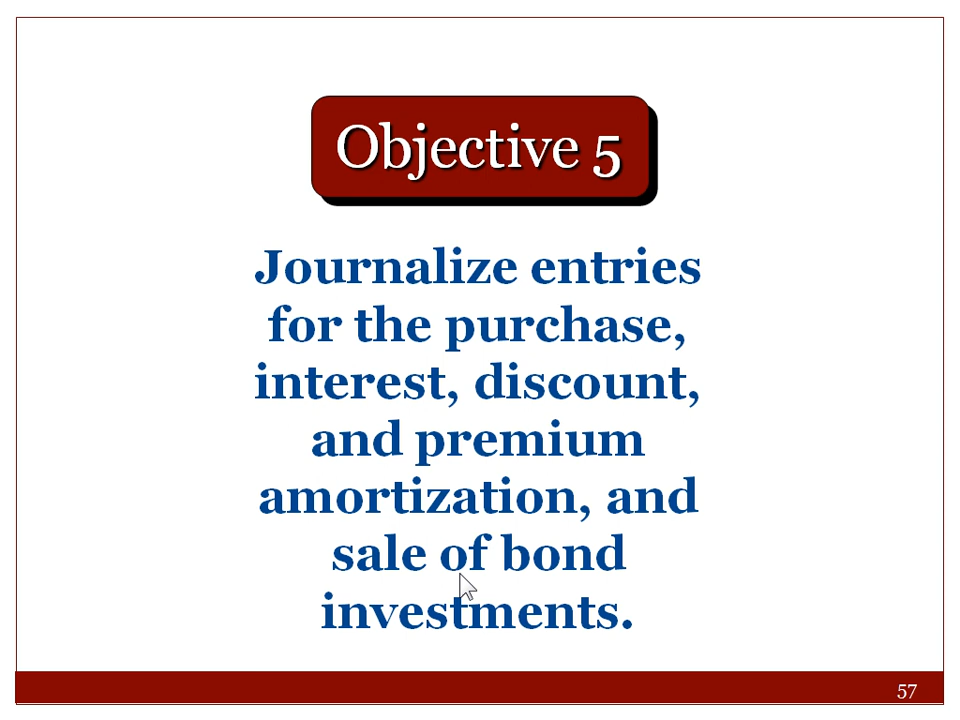 Objective 5
Journalize entries
for the purchase,
interest, discount,
and premium
amortization, and
sale of bond
investments.
57